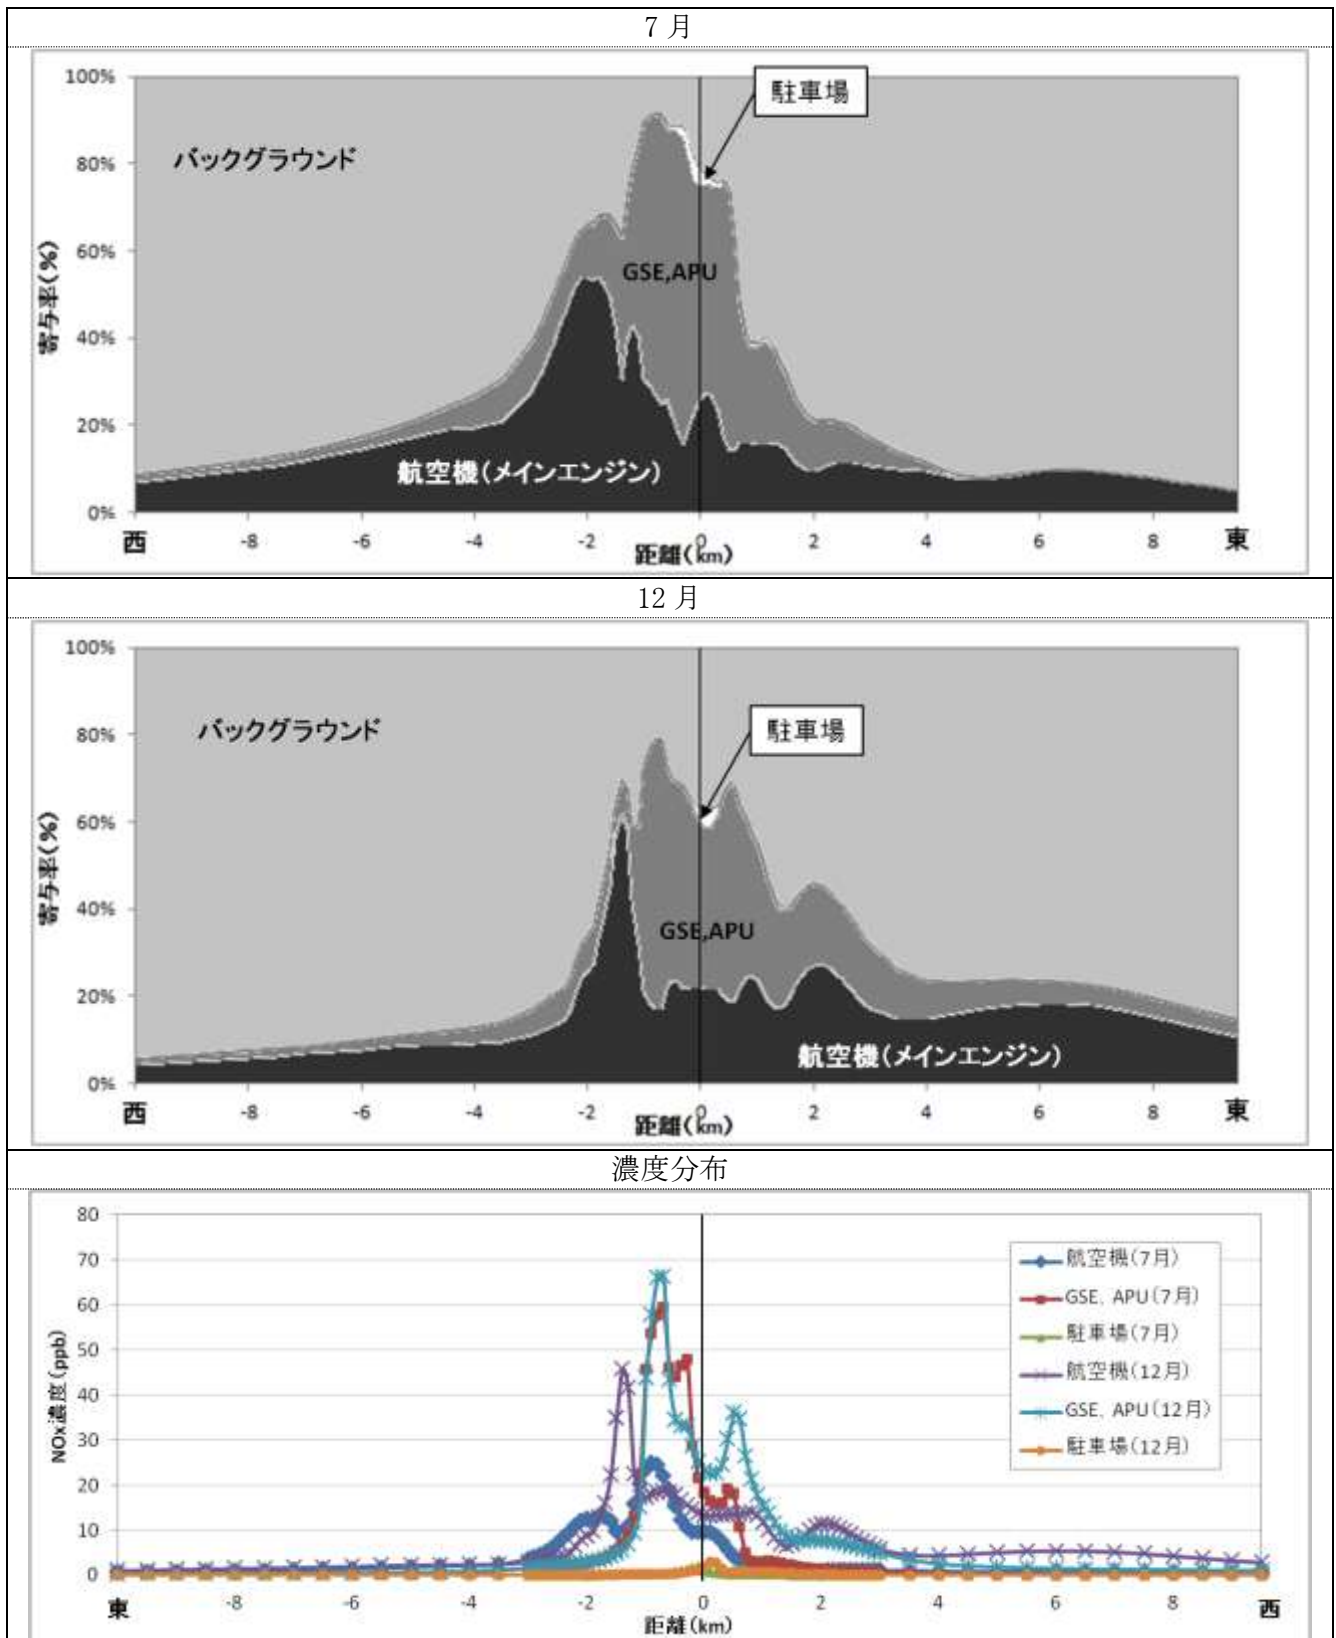 7月
100%
80%
60%
40%
20%
0%
寄与率(%)
バックグラウンド
駐車場
GSE,APU
航空機(メインエンジン)
西 -8 -6 -4 -2 0 2 4 6 8 東
距離(km)
12月
100%
80%
60%
40%
20%
0%
寄与率(%)
バックグラウンド
駐車場
GSE,APU
航空機(メインエンジン)
西 -8 -6 -4 -2 0 2 4 6 8 東
距離(km)
濃度分布
80
70
60
50
40
30
20
10
0
NOx濃度(ppb)
航空機(7月)
GSE、APU(7月)
駐車場(7月)
航空機(12月)
GSE、APU(12月)
駐車場(12月)
東 -8 -6 -4 -2 0 2 4 6 8 西
距離(km)